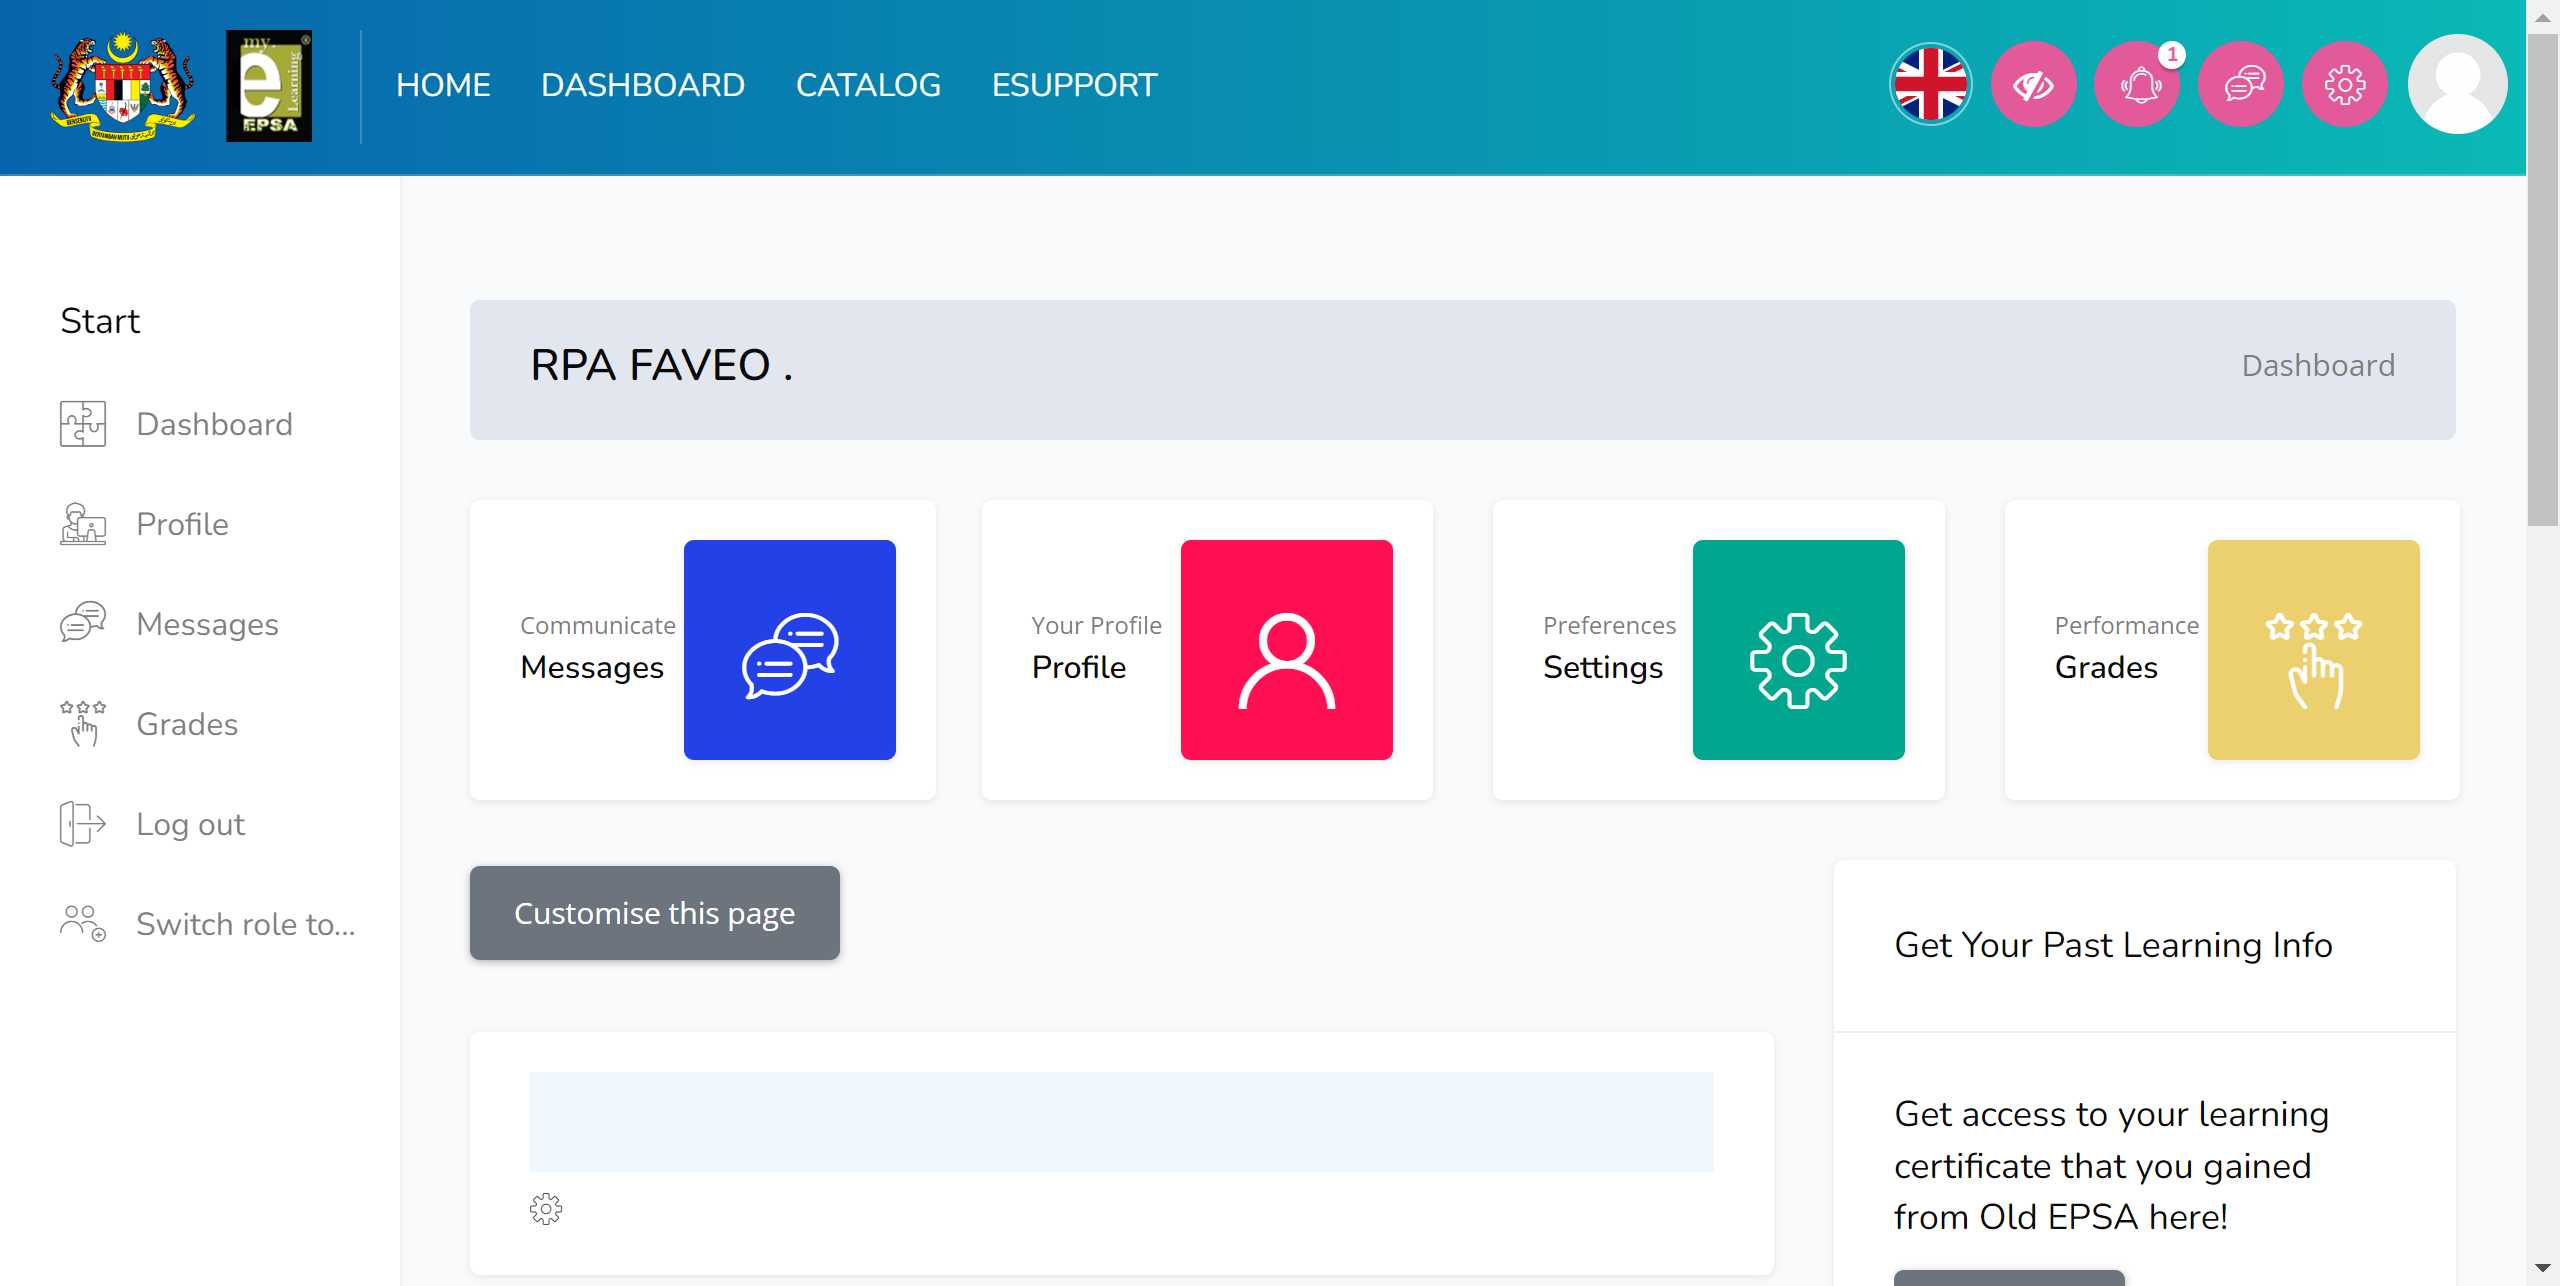 my.
e
Learning
EPSA
HOME
DASHBOARD
CATALOG
ESUPPORT
1
Start
Dashboard
Profile
Messages
Grades
Log out
Switch role to...
RPA FAVEO .
Dashboard
Communicate
Messages
Your Profile
Profile
Preferences
Settings
Performance
Grades
Customise this page
Get Your Past Learning Info
Get access to your learning
certificate that you gained
from Old EPSA here!